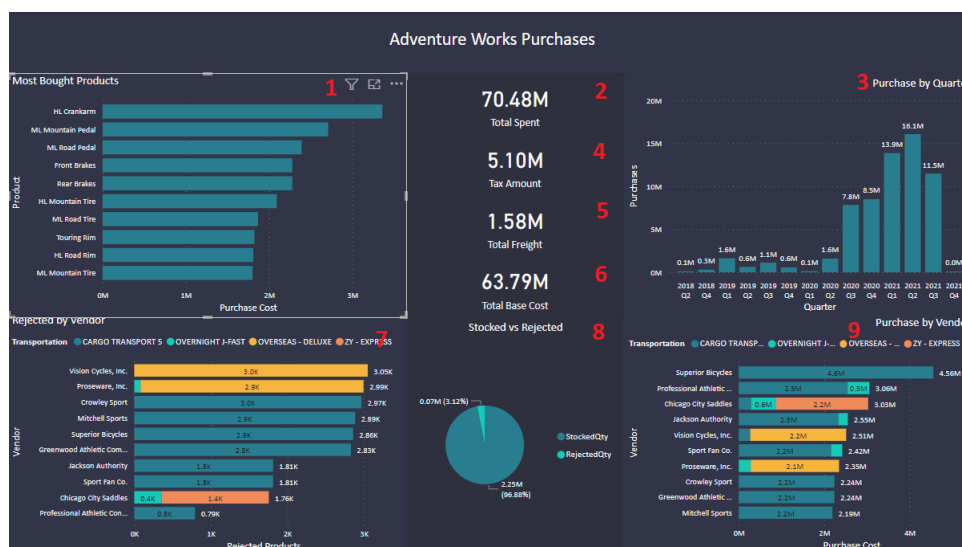 Adventure Works Purchases
Most Bought Products
1
HL Crankarm
ML Mountain Pedal
ML Road Pedal
Front Brakes
Rear Brakes
HL Mountain Tire
ML Road Tire
Touring Rim
HL Road Rim
ML Mountain Tire
Product
0M 1M 2M 3M
Purchase Cost
70.48M 2
Total Spent
5.10M 4
Tax Amount
1.58M 5
Total Freight
63.79M 6
Total Base Cost
3 Purchase by Quarte
20M
15M
10M
5M
0M
Purchases
0.1M 0.3M 1.6M 0.6M 1.1M 0.6M 0.1M 1.6M 7.8M 8.5M 13.9M 16.1M 11.5M 0.0M
2018 2018 2019 2019 2019 2019 2020 2020 2020 2020 2021 2021 2021 2021
Q2 Q4 Q1 Q2 Q3 Q4 Q1 Q2 Q3 Q4 Q1 Q2 Q3 Q4
Quarter
Rejected by Vendor
7
Transportation CARGO TRANSPORT 5 OVERNIGHT J-FAST OVERSEAS - DELUXE ZY - EXPRESS
Vision Cycles, Inc. 3.0K 3.05K
Proseware, Inc. 2.9K 2.99K
Crowley Sport 3.0K 2.97K
Mitchell Sports 2.9K 2.89K
Superior Bicycles 2.9K 2.86K
Greenwood Athletic Com... 2.8K 2.83K
Jackson Authority 1.8K 1.81K
Sport Fan Co. 1.8K 1.81K
Chicago City Saddles 0.4K 1.4K 1.76K
Professional Athletic Con... 0.8K 0.79K
Vendor
0K 1K 2K 3K
Rejected Products
Stocked vs Rejected 8
0.07M (3.12%)
StockedQty
RejectedQty
2.25M
(96.88%)
Purchase by Vendo
9
Transportation CARGO TRANSP... OVERNIGHT J-... OVERSEAS - ... ZY - EXPRESS
Superior Bicycles 4.6M 4.56M
Professional Athletic ... 2.5M 0.5M 3.06M
Chicago City Saddles 0.6M 2.2M 3.03M
Jackson Authority 2.3M 2.55M
Vision Cycles, Inc. 2.2M 2.51M
Sport Fan Co. 2.2M 2.42M
Proseware, Inc. 2.1M 2.35M
Crowley Sport 2.2M 2.24M
Greenwood Athletic ... 2.2M 2.24M
Mitchell Sports 2.2M 2.19M
Vendor
0M 2M 4M
Purchase Cost